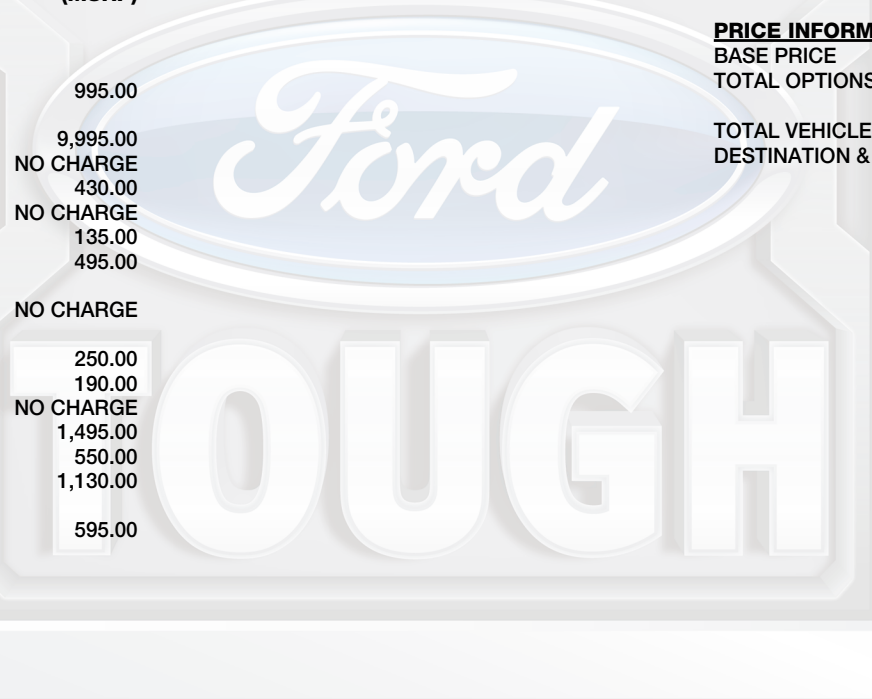 995.00
9,995.00
NO CHARGE
430.00
NO CHARGE
135.00
495.00
NO CHARGE
250.00
190.00
NO CHARGE
1,495.00
550.00
1,130.00
595.00
PRICE INFORM
BASE PRICE
TOTAL OPTIONS
TOTAL VEHICLE
DESTINATION &
Ford
TOUGH